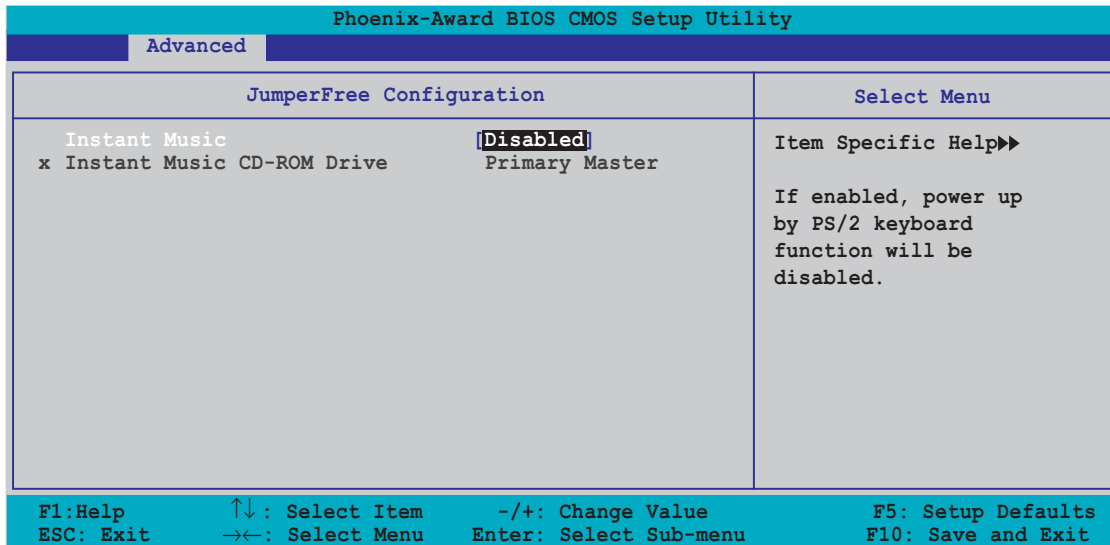 Phoenix-Award BIOS CMOS Setup Utility
Advanced
JumperFree Configuration
Select Menu
Instant Music [Disabled]
x Instant Music CD-ROM Drive Primary Master
Item Specific Help▶▶
If enabled, power up
by PS/2 keyboard
function will be
disabled.
F1:Help ↑↓: Select Item -/+: Change Value F5: Setup Defaults
ESC: Exit →←: Select Menu Enter: Select Sub-menu F10: Save and Exit